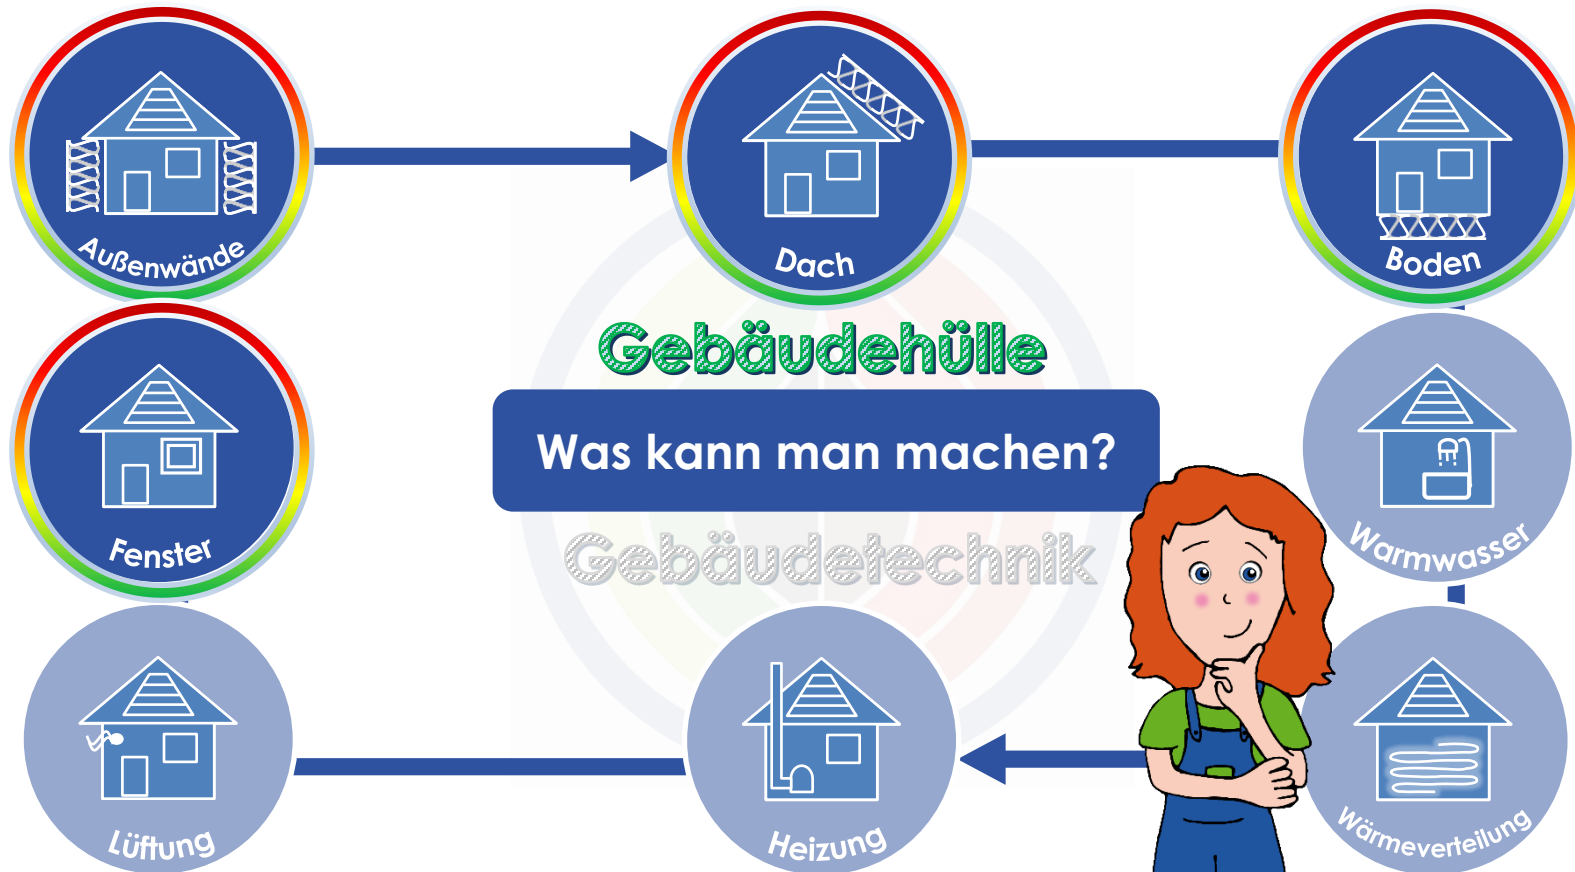 Außenwände
Dach
Boden
Gebäudehülle
Was kann man machen?
Fenster
Warmwasser
Gebäudetechnik
Lüftung
Heizung
Wärmeverteilung